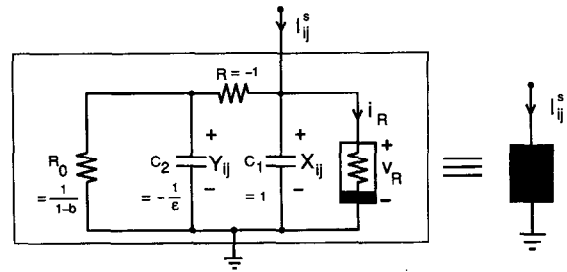 I^s_ij
R = -1
i_R
R_0
= 1/(1-b)
C_2
+
Y_ij
-
= -1/ε
C_1
+
X_ij
-
= 1
+
V_R
-
≡
I^s_ij